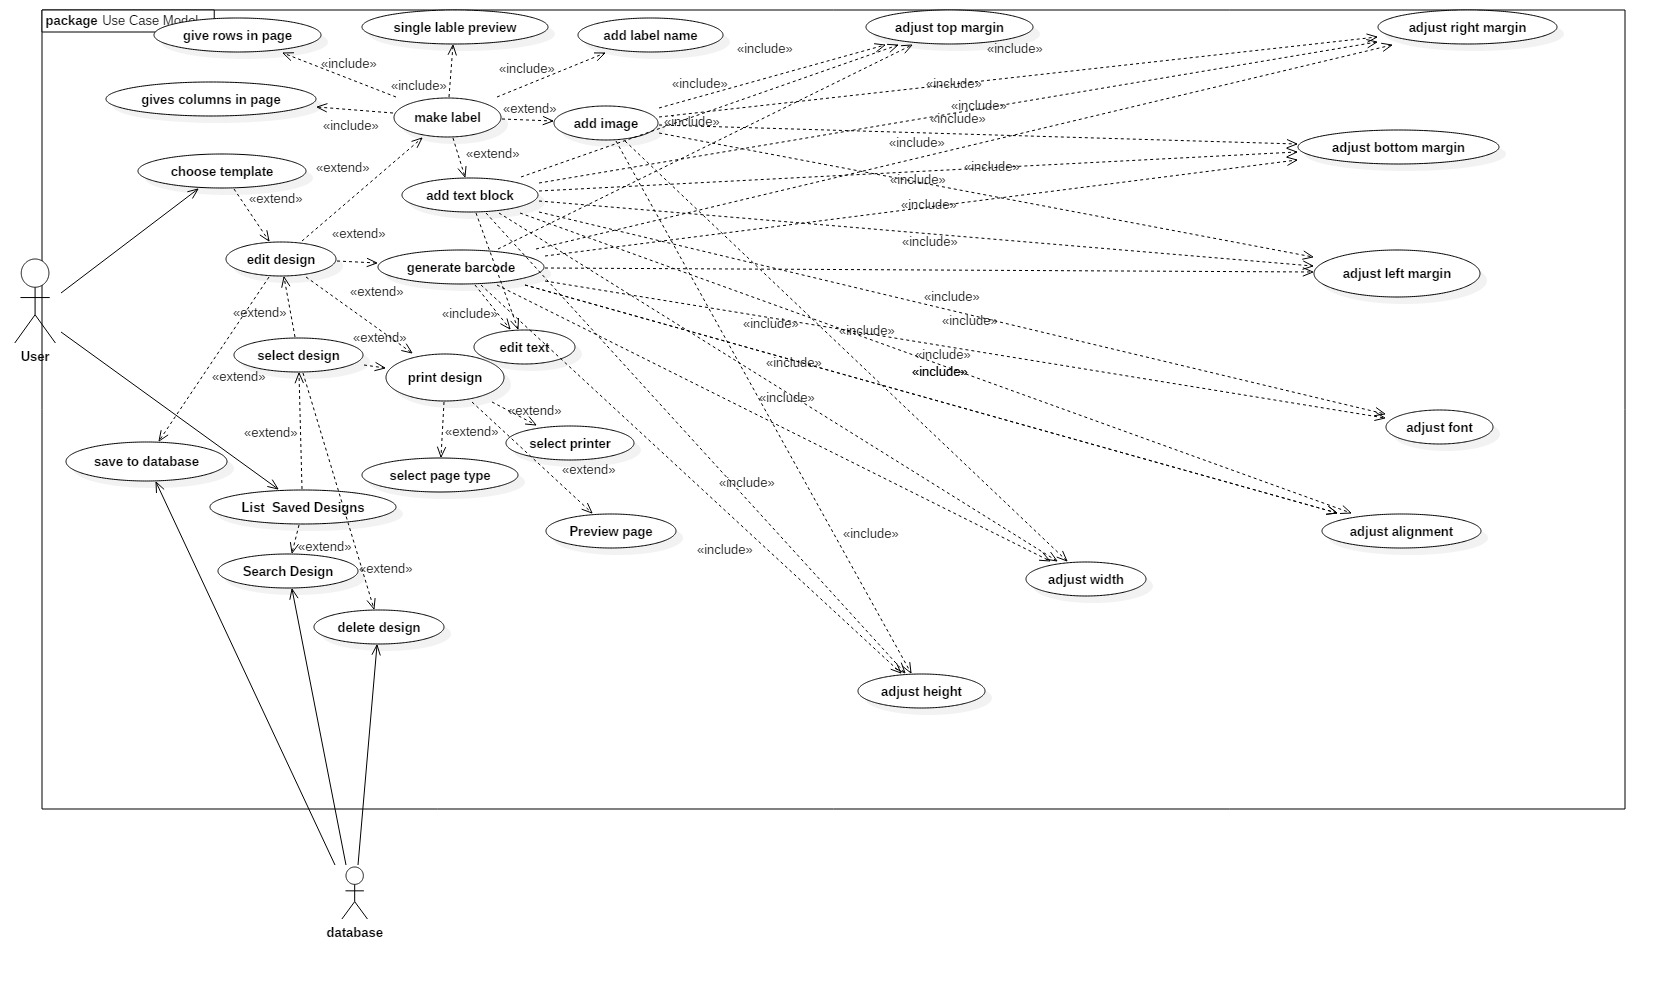 package Use Case Model
give rows in page
single lable preview
add label name
adjust top margin
adjust right margin
«include»
«include»
«include»
«include»
«include»
«include»
«include»
«include»
gives columns in page
«include»
«extend»
make label
add image
«include»
«include»
«include»
«include»
adjust bottom margin
«extend»
«extend»
choose template
«include»
«include»
add text block
«extend»
«include»
«extend»
«include»
edit design
generate barcode
adjust left margin
«extend»
«include»
«extend»
«include»
«include»
«include»
«include»
User
select design
«extend»
edit text
«include»
«include»
«include»
«extend»
print design
«include»
«extend»
adjust font
«extend»
«extend»
select printer
save to database
select page type
«extend»
«include»
List  Saved Designs
Preview page
adjust alignment
«include»
«extend»
«include»
Search Design
«extend»
adjust width
delete design
adjust height
database